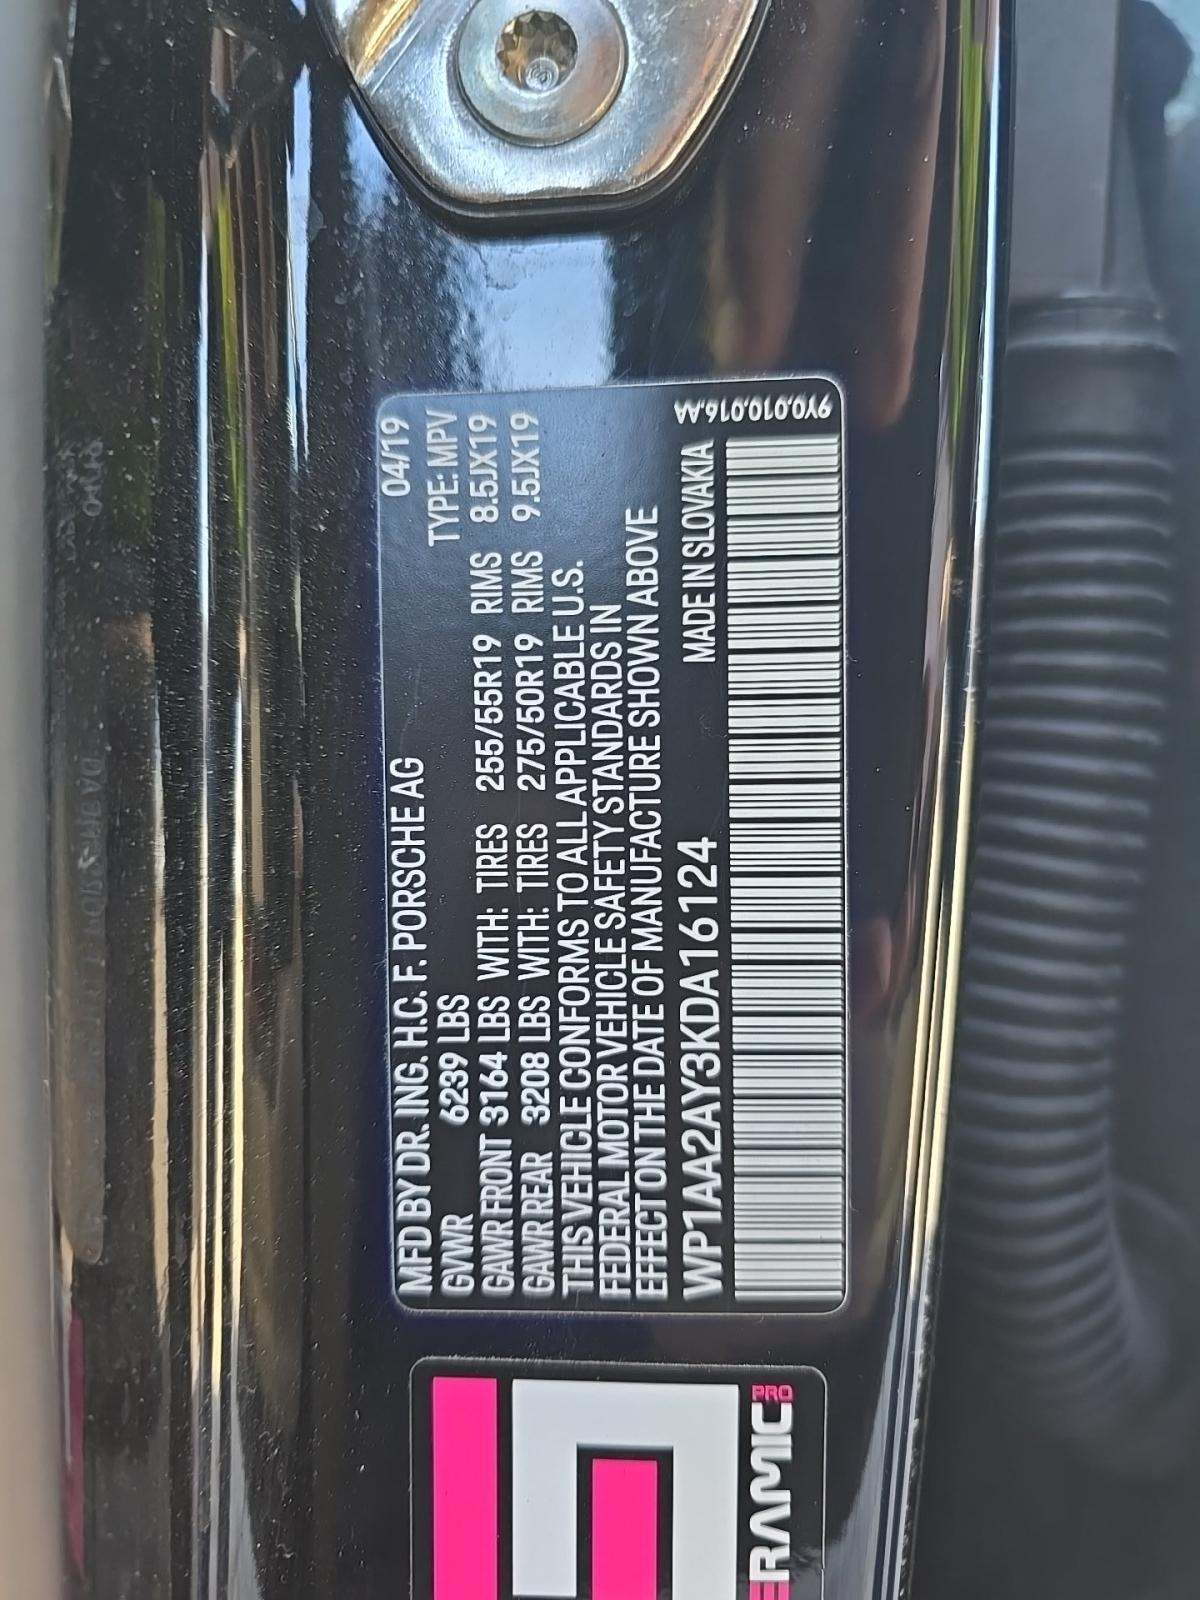 MFD BY DR. ING. H.C. F. PORSCHE AG 04/19
GVWR 6239 LBS TYPE: MPV
GAWR FRONT 3164 LBS WITH: TIRES 255/55R19 RIMS 8.5JX19
GAWR REAR 3208 LBS WITH: TIRES 275/50R19 RIMS 9.5JX19
THIS VEHICLE CONFORMS TO ALL APPLICABLE U.S.
FEDERAL MOTOR VEHICLE SAFETY STANDARDS IN
EFFECT ON THE DATE OF MANUFACTURE SHOWN ABOVE
WP1AA2AY3KDA16124 MADE IN SLOVAKIA
9Y0.010.016.AA
ERAMIC PRO